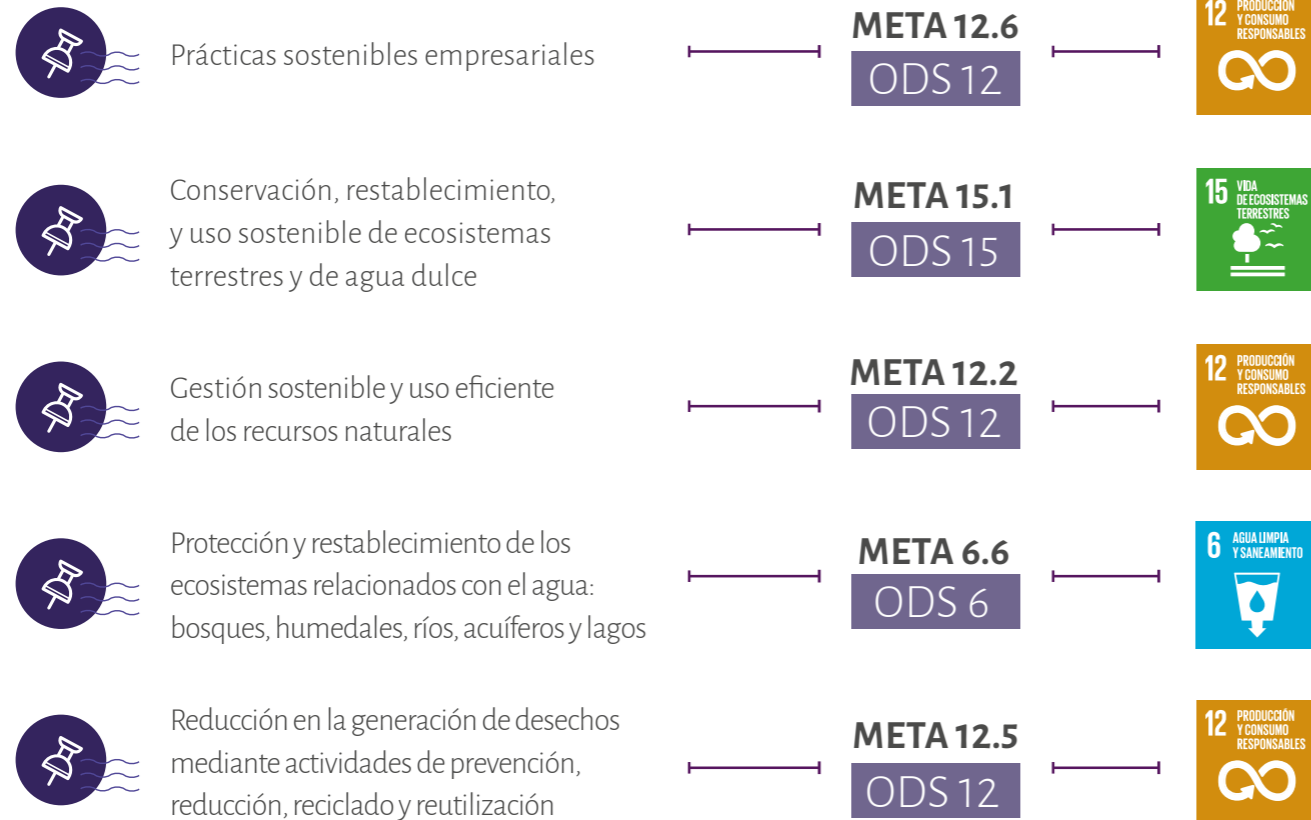 Prácticas sostenibles empresariales
META 12.6
ODS 12
12 PRODUCCIÓN
Y CONSUMO
RESPONSABLES
Conservación, restablecimiento,
y uso sostenible de ecosistemas
terrestres y de agua dulce
META 15.1
ODS 15
15 VIDA
DE ECOSISTEMAS
TERRESTRES
Gestión sostenible y uso eficiente
de los recursos naturales
META 12.2
ODS 12
12 PRODUCCIÓN
Y CONSUMO
RESPONSABLES
Protección y restablecimiento de los
ecosistemas relacionados con el agua:
bosques, humedales, ríos, acuíferos y lagos
META 6.6
ODS 6
6 AGUA LIMPIA
Y SANEAMIENTO
Reducción en la generación de desechos
mediante actividades de prevención,
reducción, reciclado y reutilización
META 12.5
ODS 12
12 PRODUCCIÓN
Y CONSUMO
RESPONSABLES